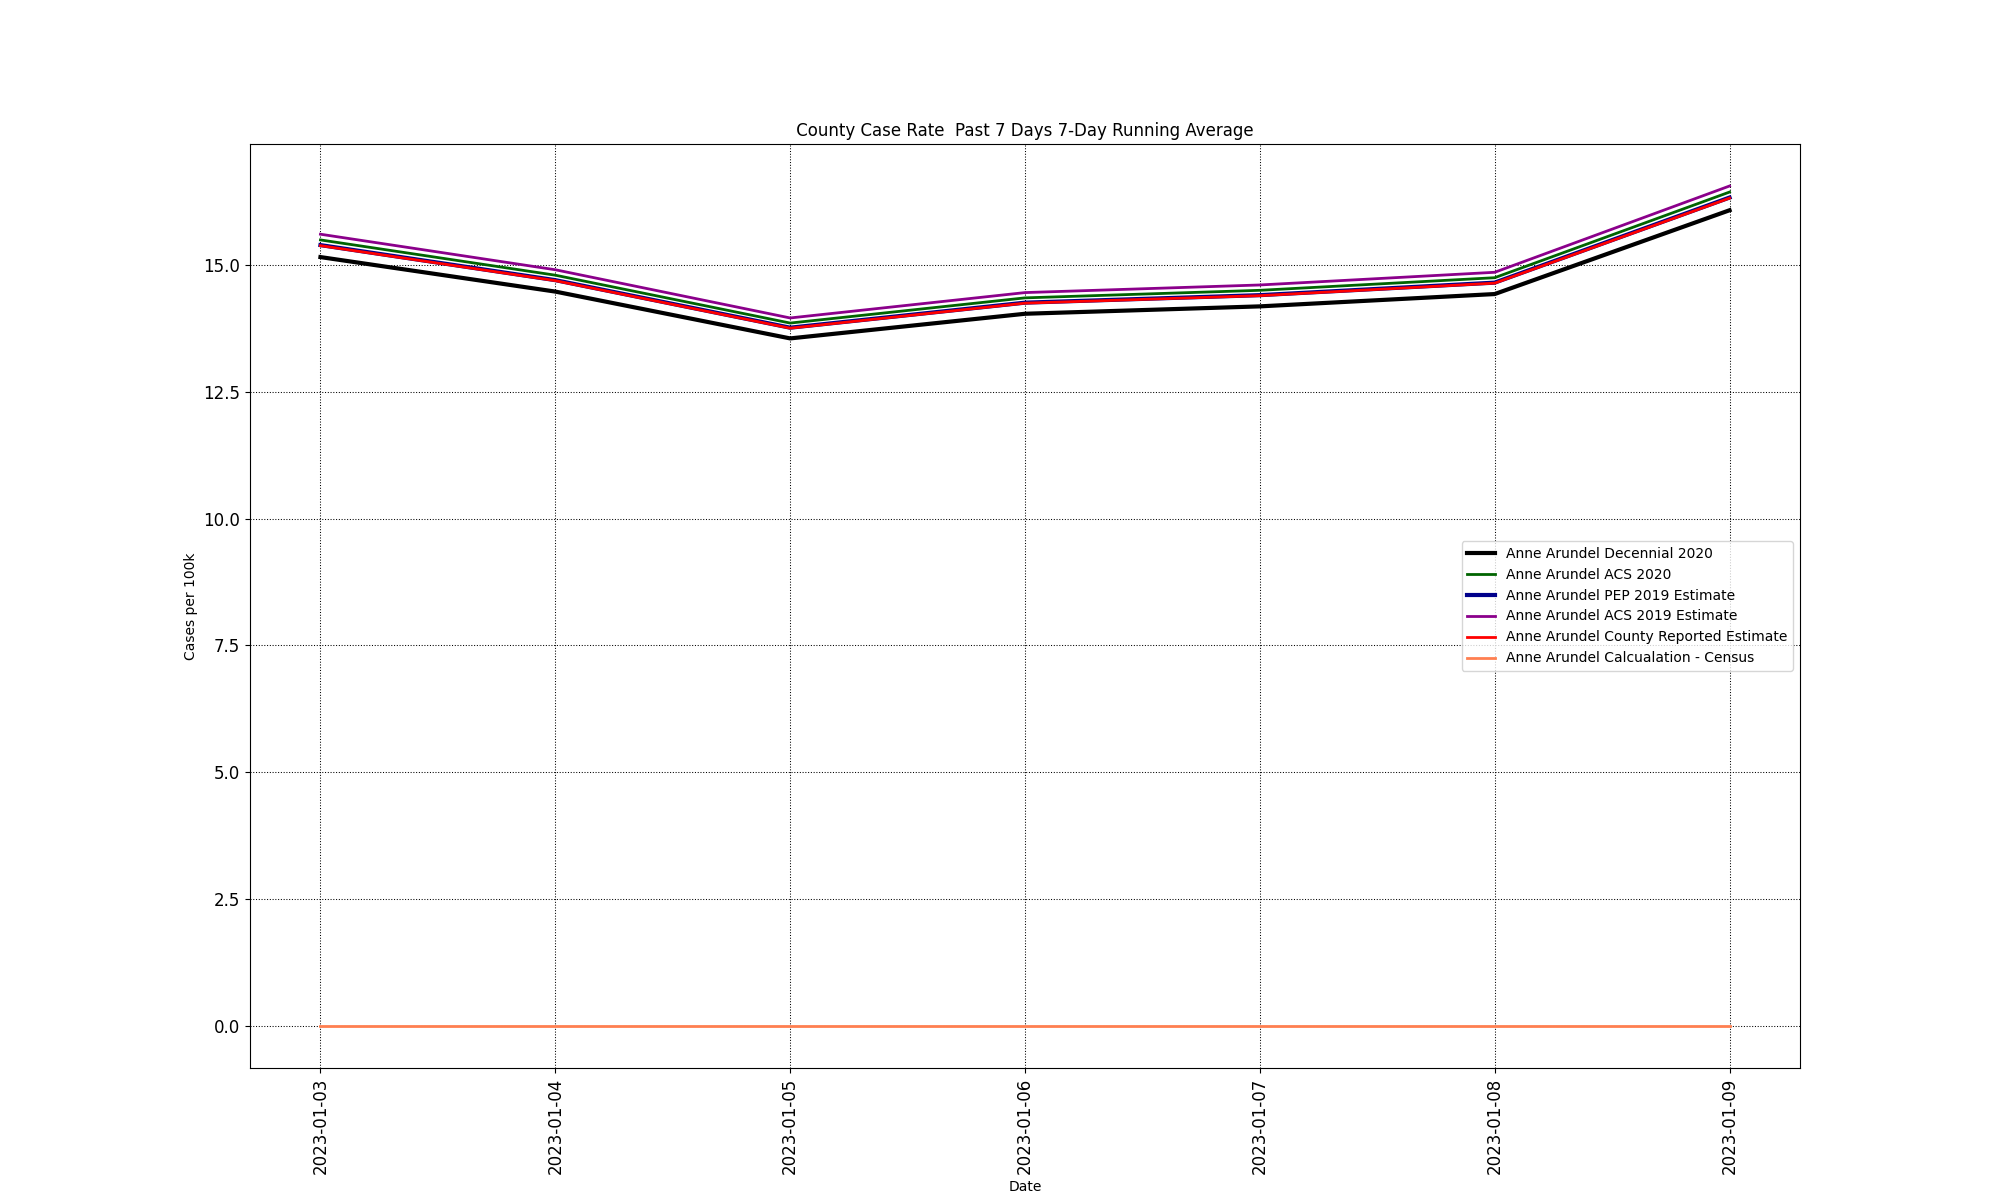 County Case Rate  Past 7 Days 7-Day Running Average
Cases per 100k
15.0
12.5
10.0
7.5
5.0
2.5
0.0
Anne Arundel Decennial 2020
Anne Arundel ACS 2020
Anne Arundel PEP 2019 Estimate
Anne Arundel ACS 2019 Estimate
Anne Arundel County Reported Estimate
Anne Arundel Calcualation - Census
2023-01-03
2023-01-04
2023-01-05
2023-01-06
2023-01-07
2023-01-08
2023-01-09
Date